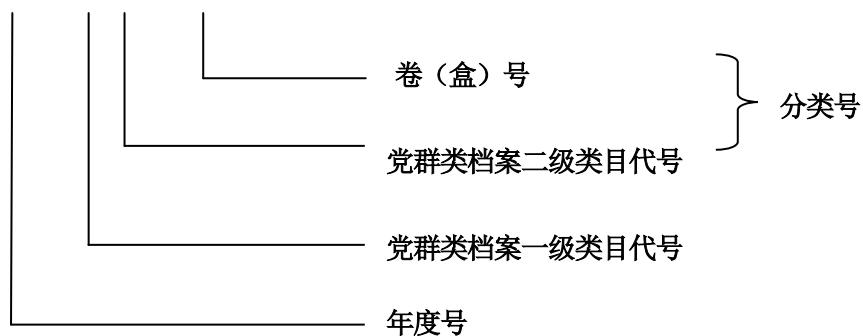 卷（盒）号
分类号
党群类档案二级类目代号
党群类档案一级类目代号
年度号